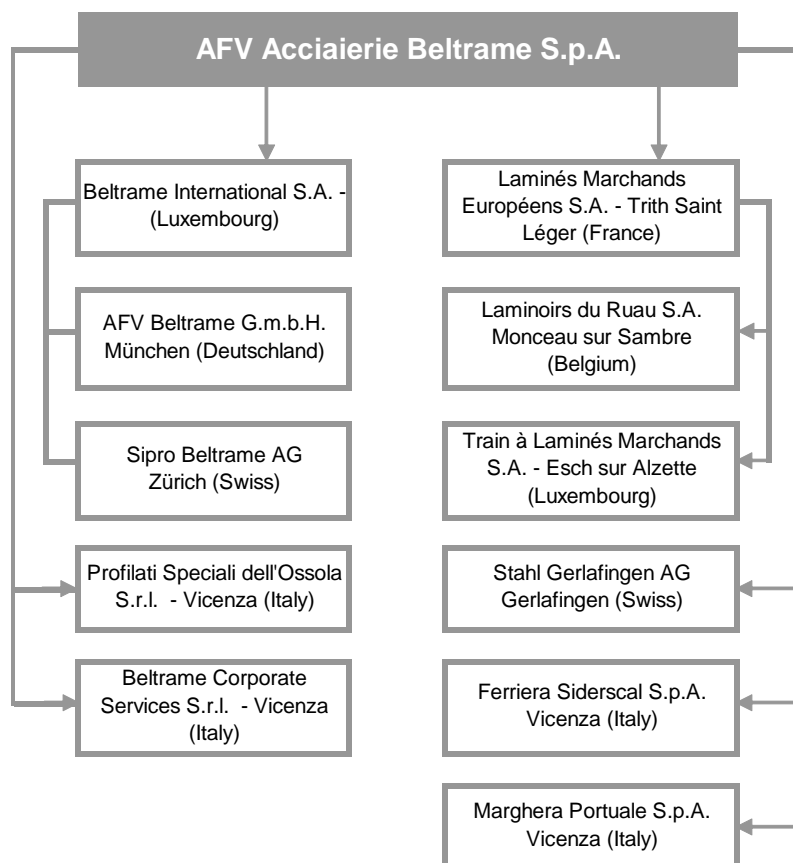 AFV Acciaierie Beltrame S.p.A.
Beltrame International S.A. -
(Luxembourg)
AFV Beltrame G.m.b.H.
München (Deutschland)
Sipro Beltrame AG
Zürich (Swiss)
Profilati Speciali dell'Ossola
S.r.l.  - Vicenza (Italy)
Beltrame Corporate
Services S.r.l.  - Vicenza
(Italy)
Laminés Marchands
Européens S.A. - Trith Saint
Léger (France)
Laminoirs du Ruau S.A.
Monceau sur Sambre
(Belgium)
Train à Laminés Marchands
S.A. - Esch sur Alzette
(Luxembourg)
Stahl Gerlafingen AG
Gerlafingen (Swiss)
Ferriera Siderscal S.p.A.
Vicenza (Italy)
Marghera Portuale S.p.A.
Vicenza (Italy)